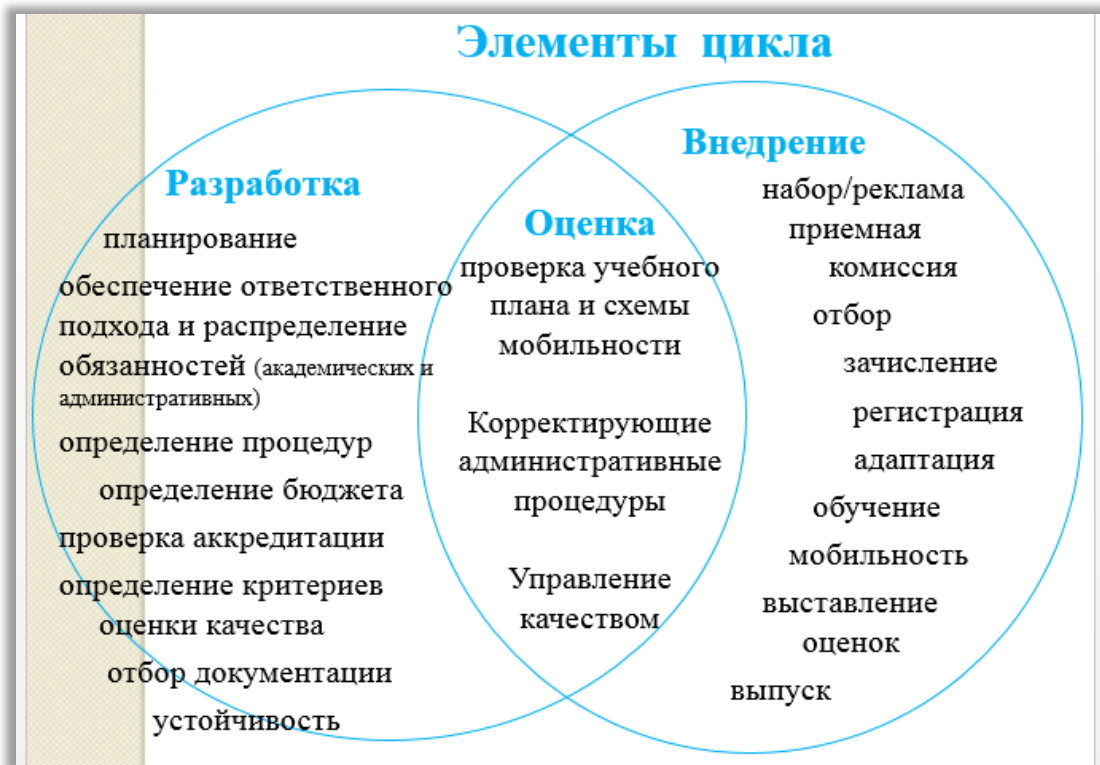 Элементы цикла
Разработка
планирование
обеспечение ответственного
подхода и распределение
обязанностей (академических и
административных)
определение процедур
определение бюджета
проверка аккредитации
определение критериев
оценки качества
отбор документации
устойчивость
Оценка
проверка учебного
плана и схемы
мобильности
Корректирующие
административные
процедуры
Управление
качеством
Внедрение
набор/реклама
приемная
комиссия
отбор
зачисление
регистрация
адаптация
обучение
мобильность
выставление
оценок
выпуск